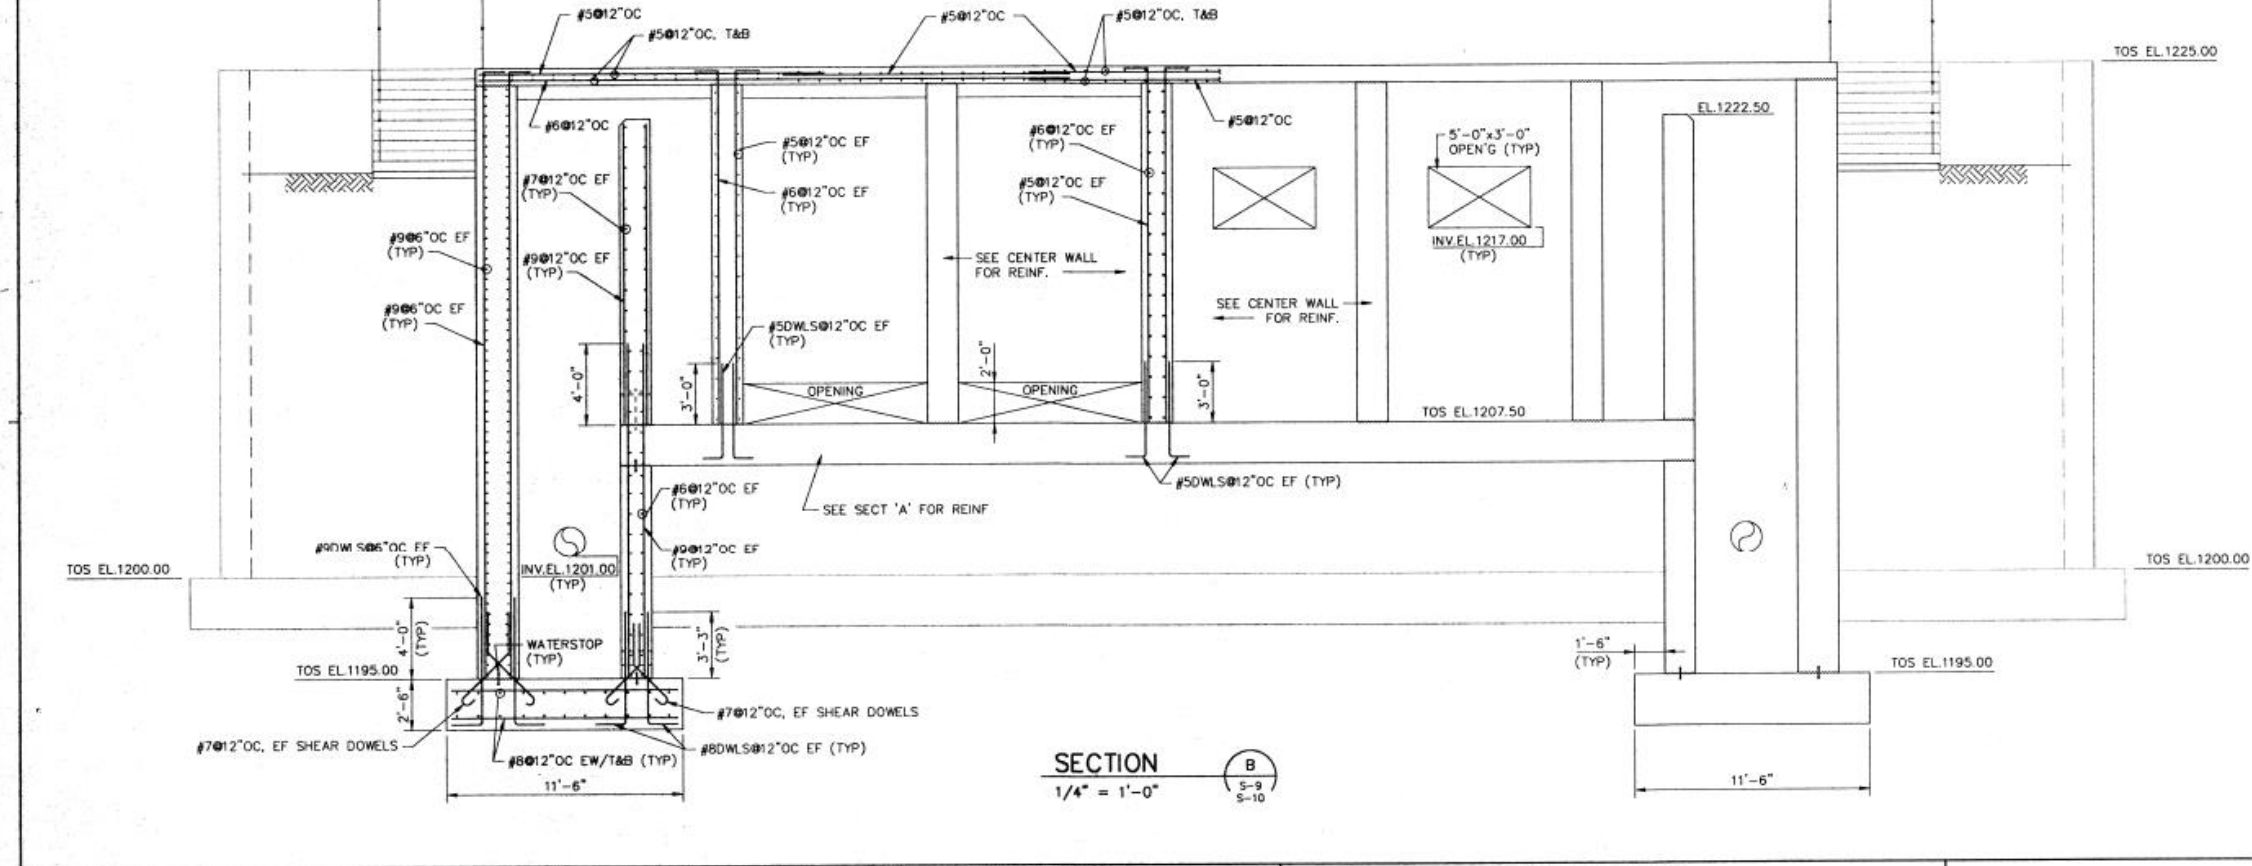 #5@12"OC
#5@12"OC, T&B
#5@12"OC
#5@12"OC, T&B
TOS EL.1225.00
#6@12"OC
#5@12"OC EF
(TYP)
#6@12"OC EF
(TYP)
#5@12"OC
EL.1222.50
5'-0"x3'-0"
OPEN'G (TYP)
#7@12"OC EF
(TYP)
#6@12"OC EF
(TYP)
#5@12"OC EF
(TYP)
#9@6"OC EF
(TYP)
#9@12"OC EF
(TYP)
SEE CENTER WALL
FOR REINF.
INV.EL.1217.00
(TYP)
#9@6"OC EF
(TYP)
#5DWLS@12"OC EF
(TYP)
SEE CENTER WALL
FOR REINF.
4'-0"
3'-0"
OPENING
2'-0"
OPENING
3'-0"
TOS EL.1207.50
#6@12"OC EF
(TYP)
#5DWLS@12"OC EF (TYP)
SEE SECT 'A' FOR REINF
#9DWLS@6"OC EF
(TYP)
#9@12"OC EF
(TYP)
TOS EL.1200.00
INV.EL.1201.00
(TYP)
TOS EL.1200.00
4'-0"
(TYP)
WATERSTOP
(TYP)
3'-3"
(TYP)
1'-6"
(TYP)
TOS EL.1195.00
TOS EL.1195.00
2'-6"
#7@12"OC, EF SHEAR DOWELS
#7@12"OC, EF SHEAR DOWELS
#8DWLS@12"OC EF (TYP)
#8@12"OC EW/T&B (TYP)
11'-6"
SECTION
1/4" = 1'-0"
B
S-9
S-10
11'-6"